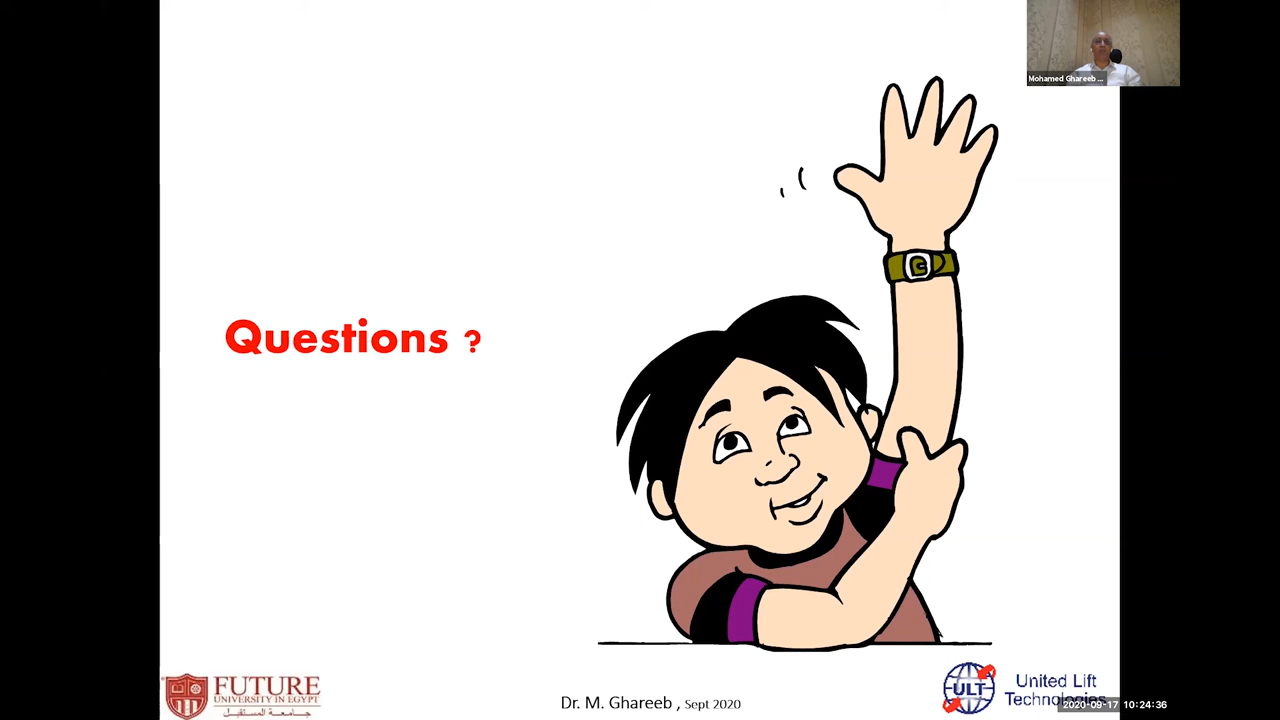 Mohamed Ghareeb ...
Questions ?
FUTURE
UNIVERSITY IN EGYPT
جامعة المستقبل
Dr. M. Ghareeb , Sept 2020
ULT
United Lift
Technologies
2020-09-17 10:24:36